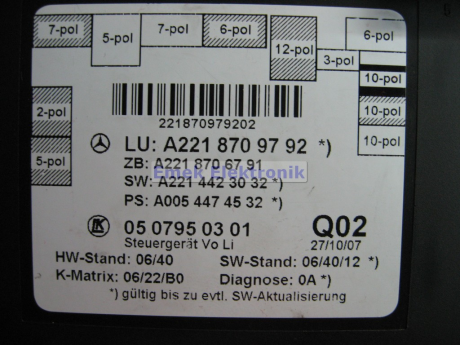 7-pol
5-pol
7-pol
6-pol
12-pol
3-pol
6-pol
10-pol
10-pol
10-pol
2-pol
5-pol
221870979202
LU: A221 870 97 92 *)
ZB: A221 870 67 91
SW: A221 442 30 32 *)
PS: A005 447 45 32 *)
Emek Elektronik
LK 05 0795 03 01 Q02
Steuergerät Vo Li 27/10/07
HW-Stand: 06/40 SW-Stand: 06/40/12 *)
K-Matrix: 06/22/B0 Diagnose: 0A *)
*) gültig bis zu evtl. SW-Aktualisierung